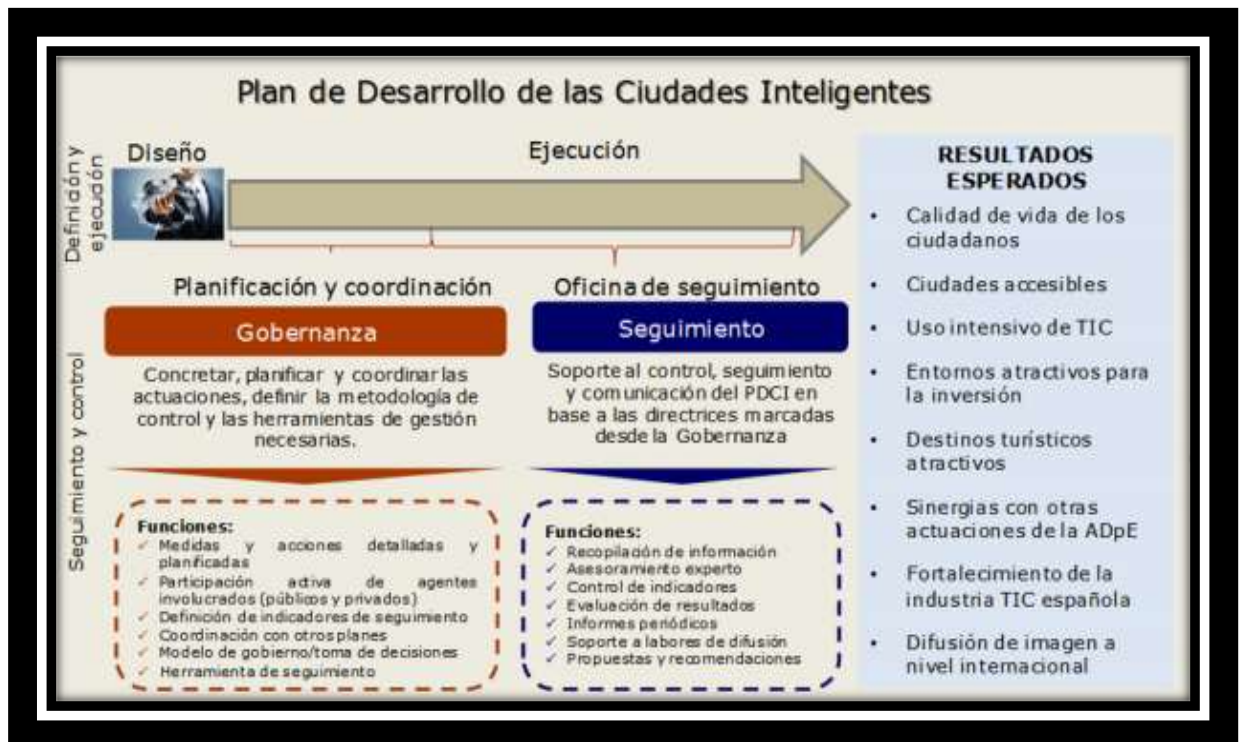 Plan de Desarrollo de las Ciudades Inteligentes
Definición y
ejecución
Diseño
Ejecución
Planificación y coordinación
Oficina de seguimiento
Seguimiento y control
Gobernanza
Concretar, planificar y coordinar las
actuaciones, definir la metodología de
control y las herramientas de gestión
necesarias.
Funciones:
✓ Medidas y acciones detalladas y
planificadas
✓ Participación activa de agentes
involucrados (públicos y privados)
✓ Definición de indicadores de seguimiento
✓ Coordinación con otros planes
✓ Modelo de gobierno/toma de decisiones
✓ Herramienta de seguimiento
Seguimiento
Soporte al control, seguimiento
y comunicación del PDCI en
base a las directrices marcadas
desde la Gobernanza
Funciones:
✓ Recopilación de información
✓ Asesoramiento experto
✓ Control de indicadores
✓ Evaluación de resultados
✓ Informes periódicos
✓ Soporte a labores de difusión
✓ Propuestas y recomendaciones
RESULTADOS
ESPERADOS
• Calidad de vida de los
ciudadanos
• Ciudades accesibles
• Uso intensivo de TIC
• Entornos atractivos para
la inversión
• Destinos turísticos
atractivos
• Sinergias con otras
actuaciones de la ADpE
• Fortalecimiento de la
industria TIC española
• Difusión de imagen a
nivel internacional